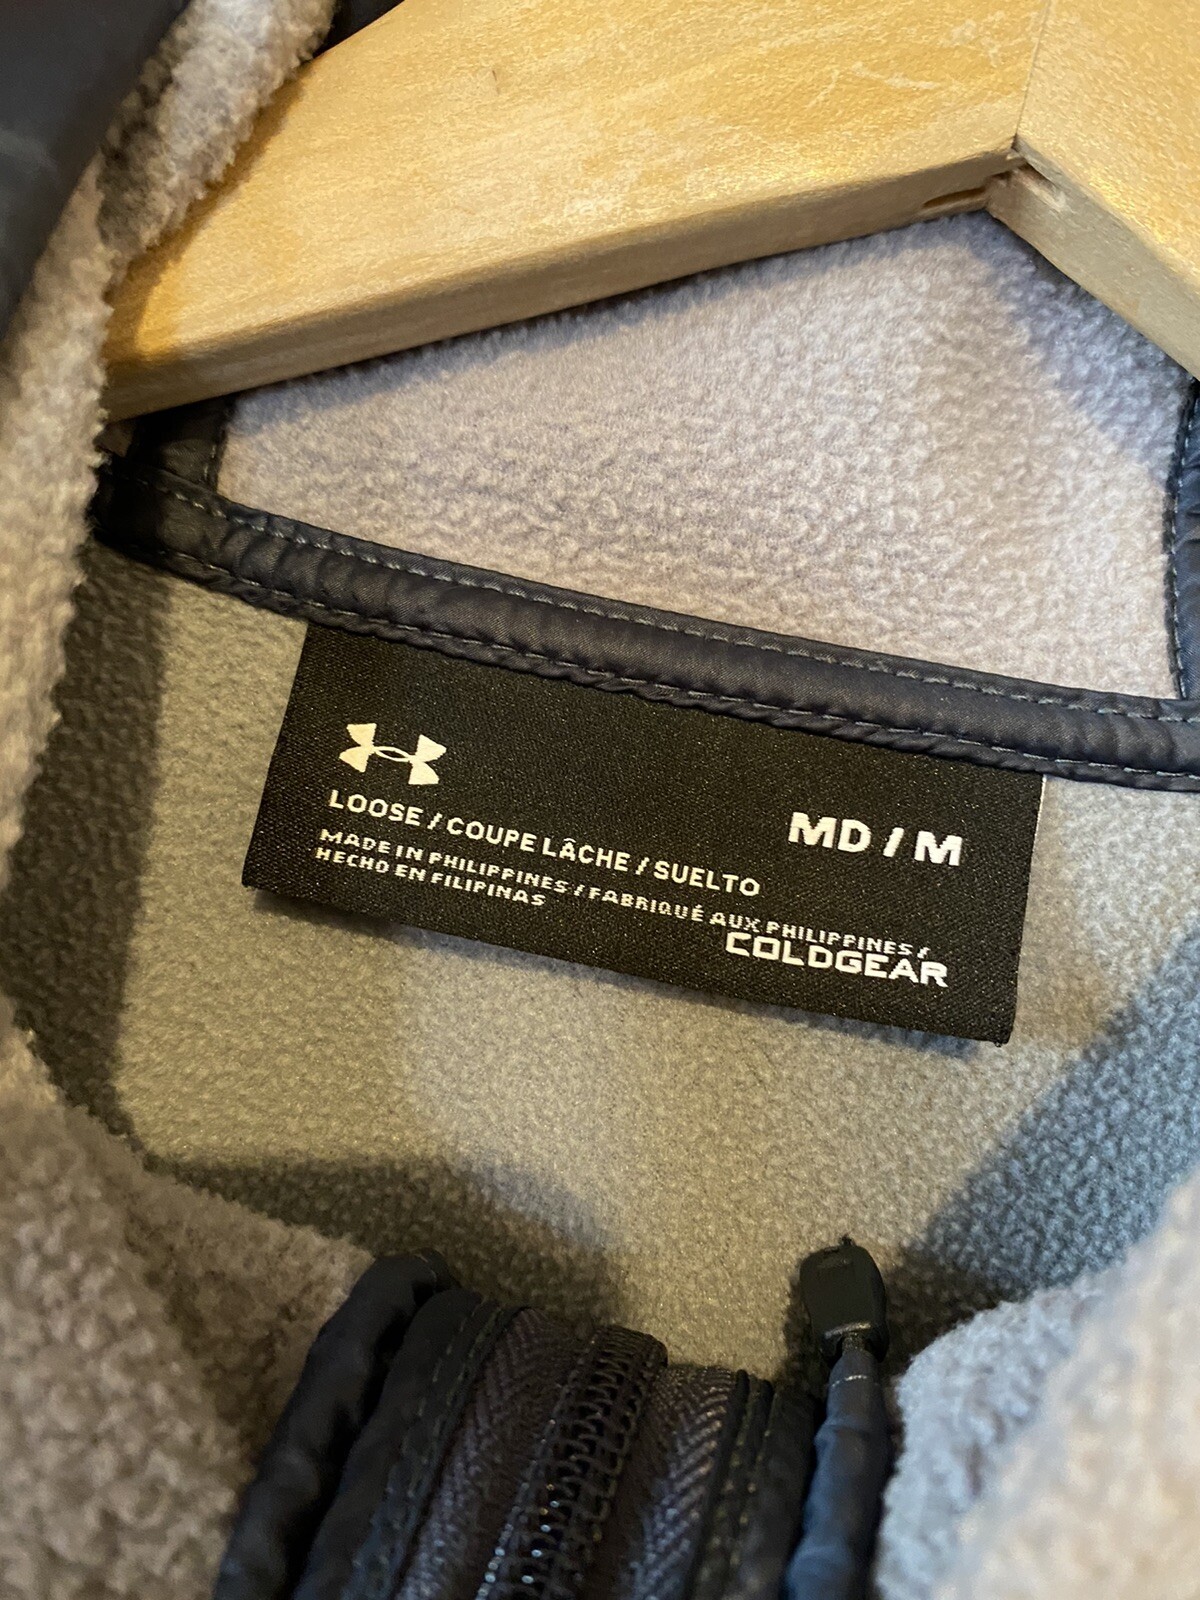 LOOSE / COUPE LÂCHE / SUELTO
MD / M
MADE IN PHILIPPINES / FABRIQUÉ AUX PHILIPPINES /
HECHO EN FILIPINAS
COLDGEAR